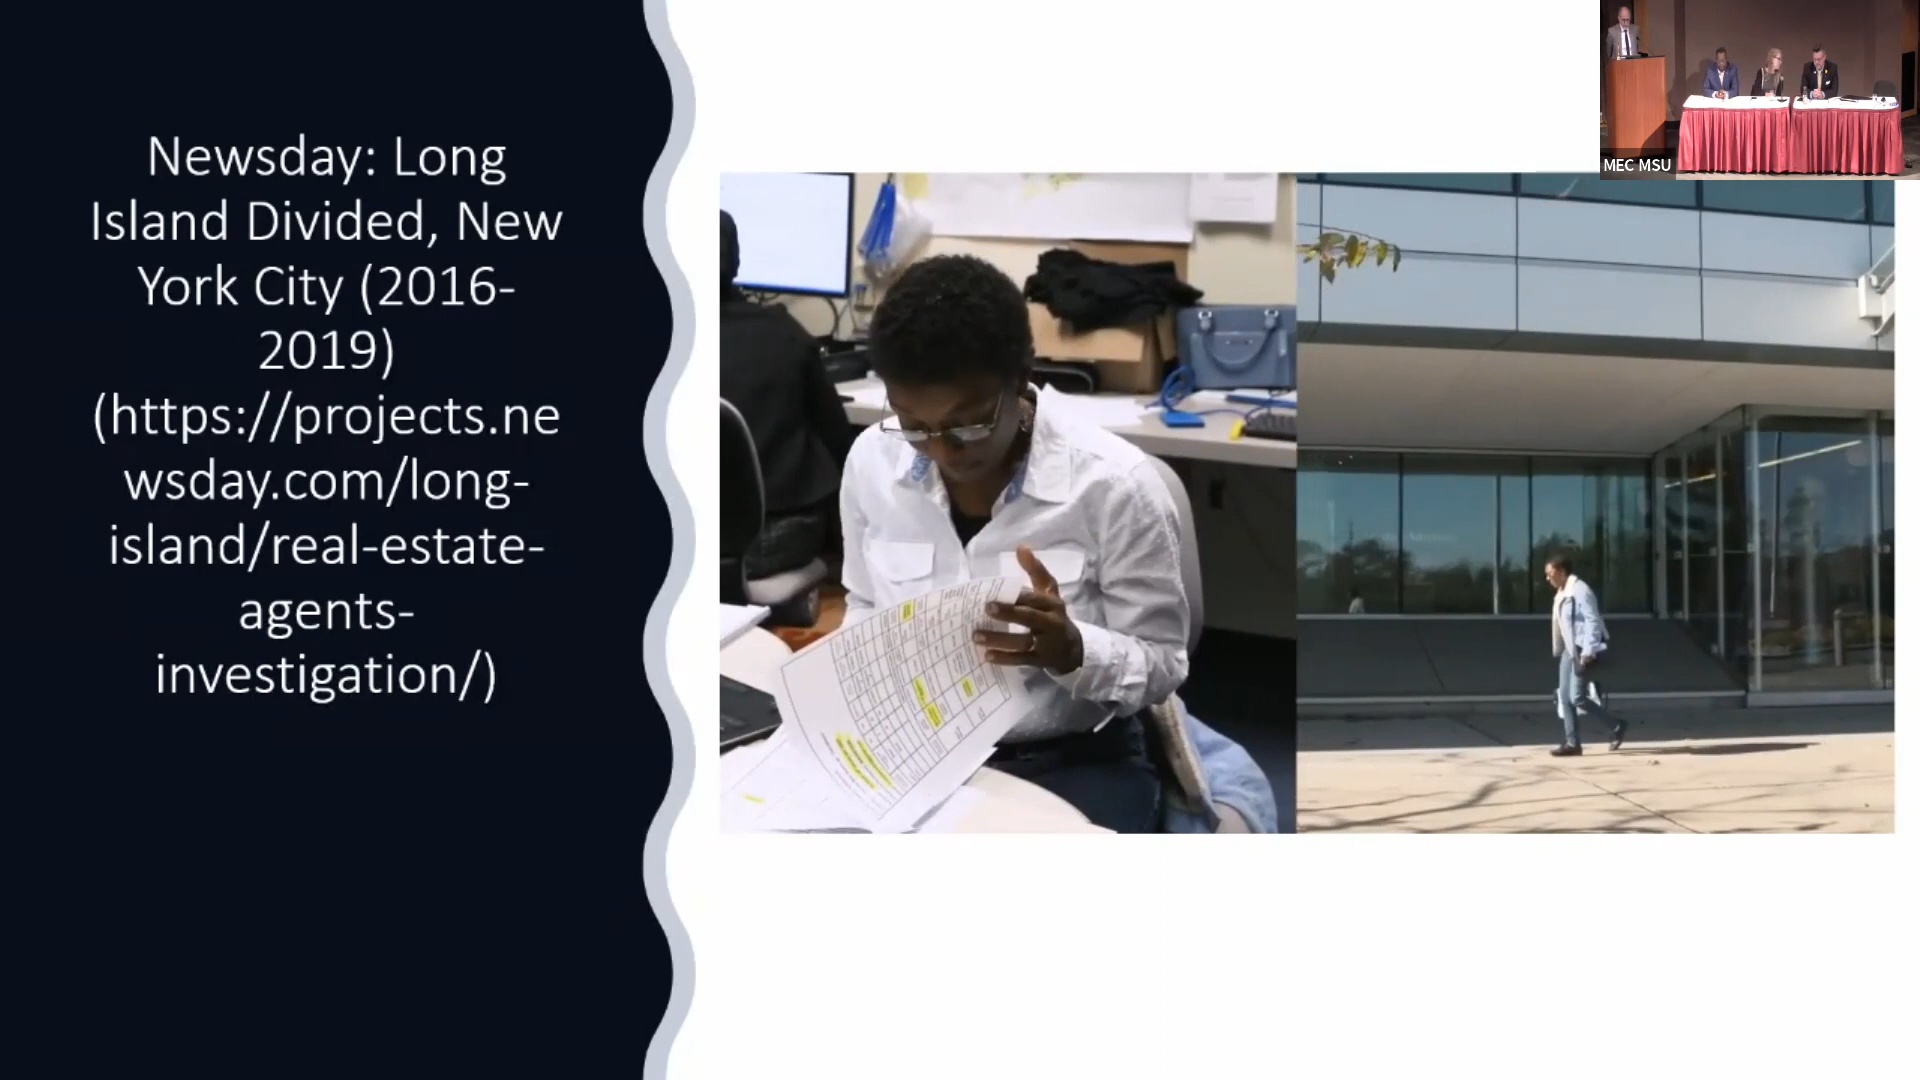 Newsday: Long
Island Divided, New
York City (2016-
2019)
(https://projects.ne
wsday.com/long-
island/real-estate-
agents-
investigation/)
MEC MSU